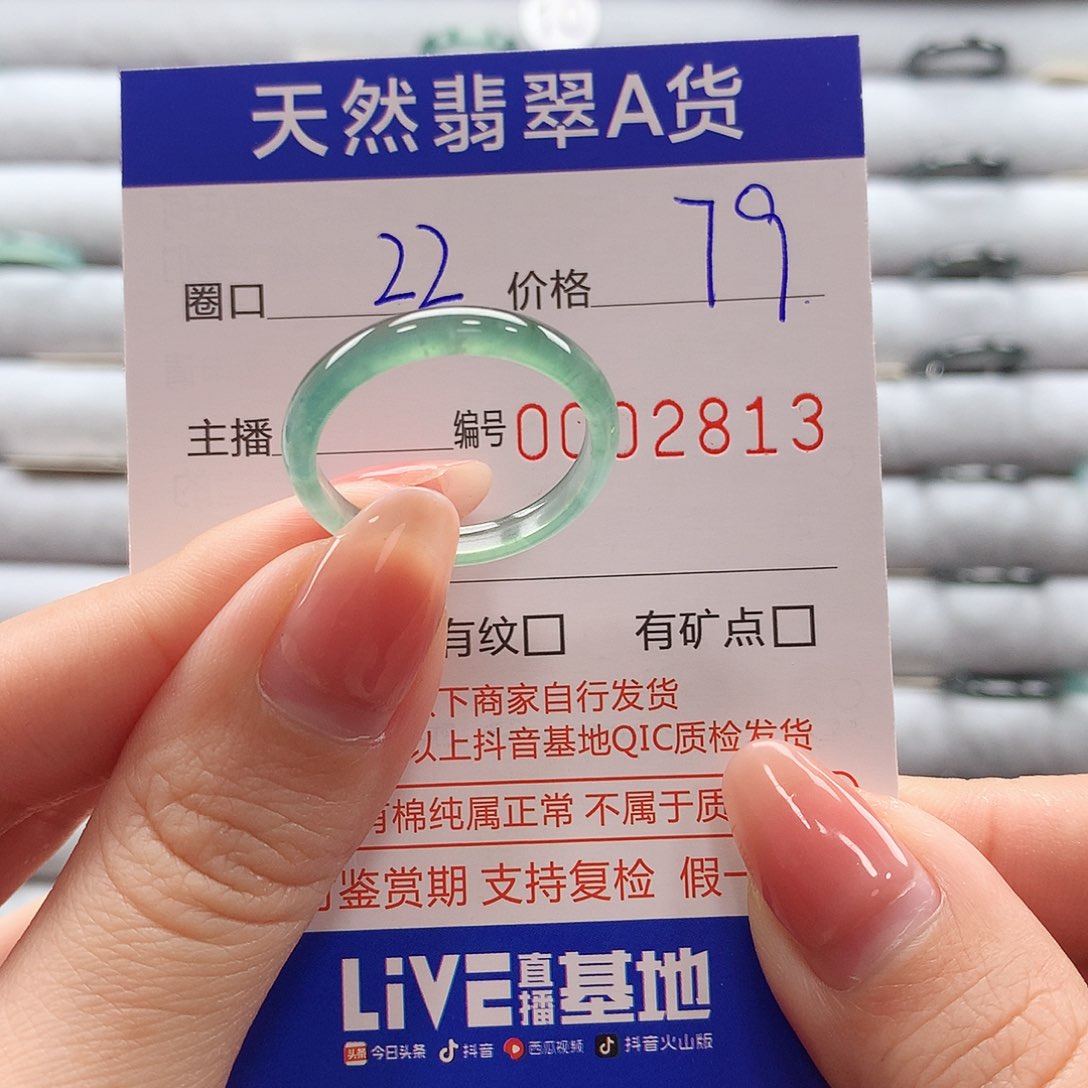 天然翡翠A货
圈口 22 价格 79
主播 编号 0002813
有纹□ 有矿点□
下商家自行发货
以上抖音基地QIC质检发货
有棉纯属正常 不属于质
鉴赏期 支持复检 假一
LiVE直播基地
头条 今日头条 抖音 西瓜视频 抖音火山版